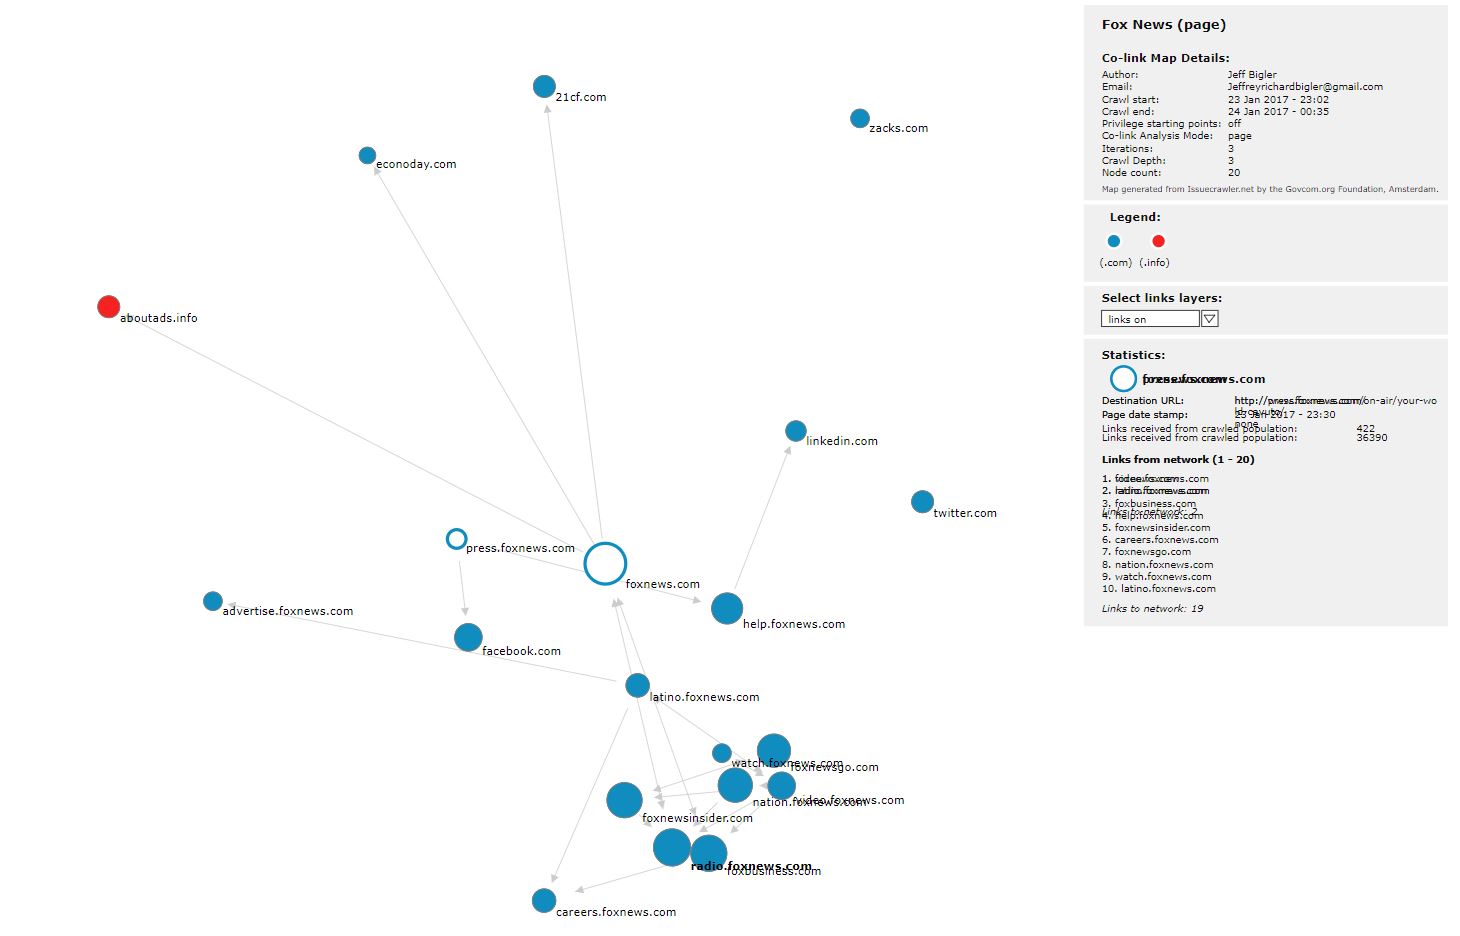 21cf.com
zacks.com
econoday.com
aboutads.info
linkedin.com
twitter.com
press.foxnews.com
foxnews.com
advertise.foxnews.com
help.foxnews.com
facebook.com
latino.foxnews.com
watch.foxnews.com
foxnewsgo.com
nation.foxnews.com
video.foxnews.com
foxnewsinsider.com
radio.foxnews.com
foxbusiness.com
careers.foxnews.com
Fox News (page)
Co-link Map Details:
Author: Jeff Bigler
Email: Jeffreyrichardbigler@gmail.com
Crawl start: 23 Jan 2017 - 23:02
Crawl end: 24 Jan 2017 - 00:35
Privilege starting points: off
Co-link Analysis Mode: page
Iterations: 3
Crawl Depth: 3
Node count: 20
Map generated from Issuecrawler.net by the Govcom.org Foundation, Amsterdam.
Legend:
(.com) (.info)
Select links layers:
links on
Statistics:
Destination URL:
Page date stamp: 23 Jan 2017 - 23:30
none
Links received from crawled population: 422
Links received from crawled population: 36390
Links from network (1 - 20)
1.
2.
3. foxbusiness.com
4. help.foxnews.com
Links to network: 2
5. foxnewsinsider.com
6. careers.foxnews.com
7. foxnewsgo.com
8. nation.foxnews.com
9. watch.foxnews.com
10. latino.foxnews.com
Links to network: 19